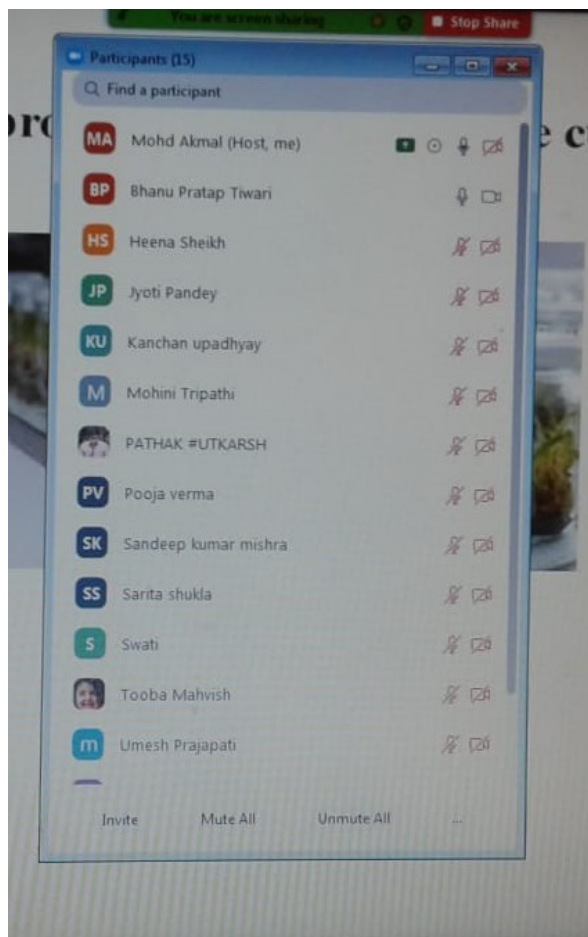 You are screen sharing
Stop Share
Participants (15)
Find a participant
MA Mohd Akmal (Host, me)
BP Bhanu Pratap Tiwari
HS Heena Sheikh
JP Jyoti Pandey
KU Kanchan upadhyay
M Mohini Tripathi
PATHAK #UTKARSH
PV Pooja verma
SK Sandeep kumar mishra
SS Sarita shukla
S Swati
Tooba Mahvish
m Umesh Prajapati
Invite Mute All Unmute All ...